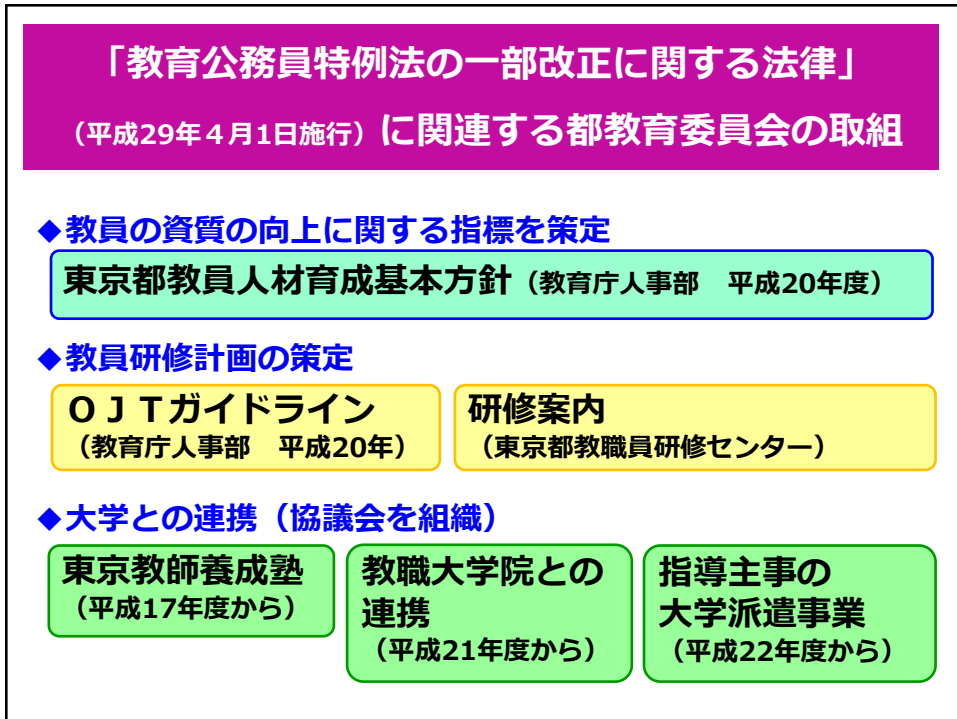 「教育公務員特例法の一部改正に関する法律」
（平成29年４月1日施行）に関連する都教育委員会の取組
◆教員の資質の向上に関する指標を策定
東京都教員人材育成基本方針（教育庁人事部　平成20年度）
◆教員研修計画の策定
ＯＪＴガイドライン
（教育庁人事部　平成20年）
研修案内
（東京都教職員研修センター）
◆大学との連携（協議会を組織）
東京教師養成塾
（平成17年度から）
教職大学院との
連携
（平成21年度から）
指導主事の
大学派遣事業
（平成22年度から）